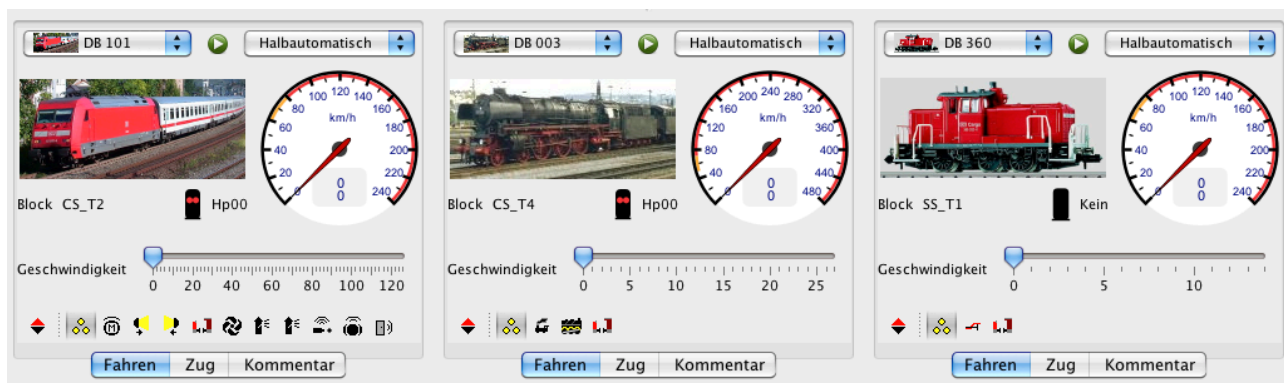 DB 101 Halbautomatisch
0 20 40 60 80 100 120 140 160 180 200 220 240
km/h
0
0
Block CS_T2 Hp00
Geschwindigkeit
0 20 40 60 80 100 120
Fahren Zug Kommentar
DB 003 Halbautomatisch
0 40 80 120 160 200 240 280 320 360 400 440 480
km/h
0
0
Block CS_T4 Hp00
Geschwindigkeit
0 5 10 15 20 25
Fahren Zug Kommentar
DB 360 Halbautomatisch
0 20 40 60 80 100 120 140 160 180 200 220 240
km/h
0
0
Block SS_T1 Kein
Geschwindigkeit
0 5 10
Fahren Zug Kommentar